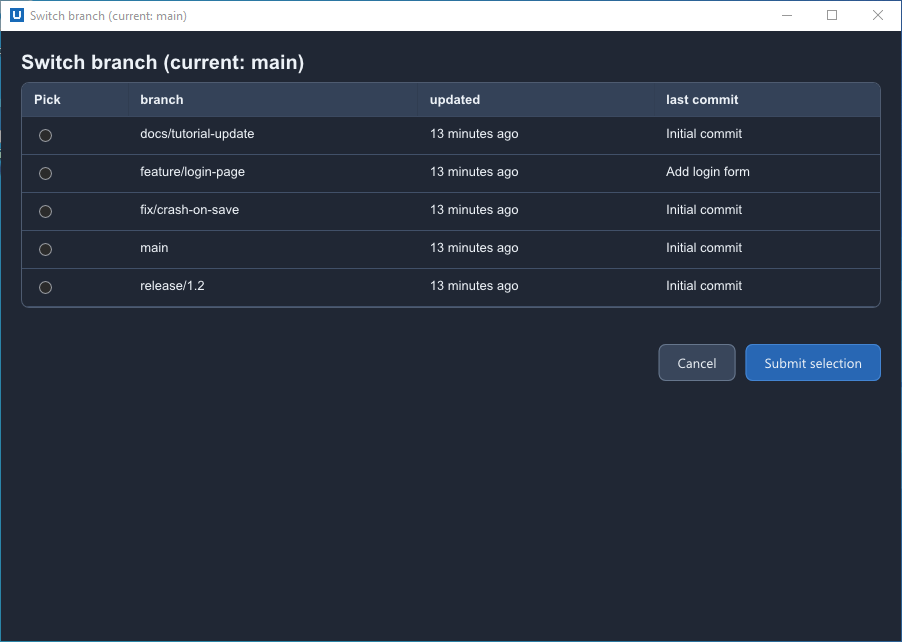 U Switch branch (current: main)
Switch branch (current: main)
Pick branch updated last commit
docs/tutorial-update 13 minutes ago Initial commit
feature/login-page 13 minutes ago Add login form
fix/crash-on-save 13 minutes ago Initial commit
main 13 minutes ago Initial commit
release/1.2 13 minutes ago Initial commit
Cancel Submit selection